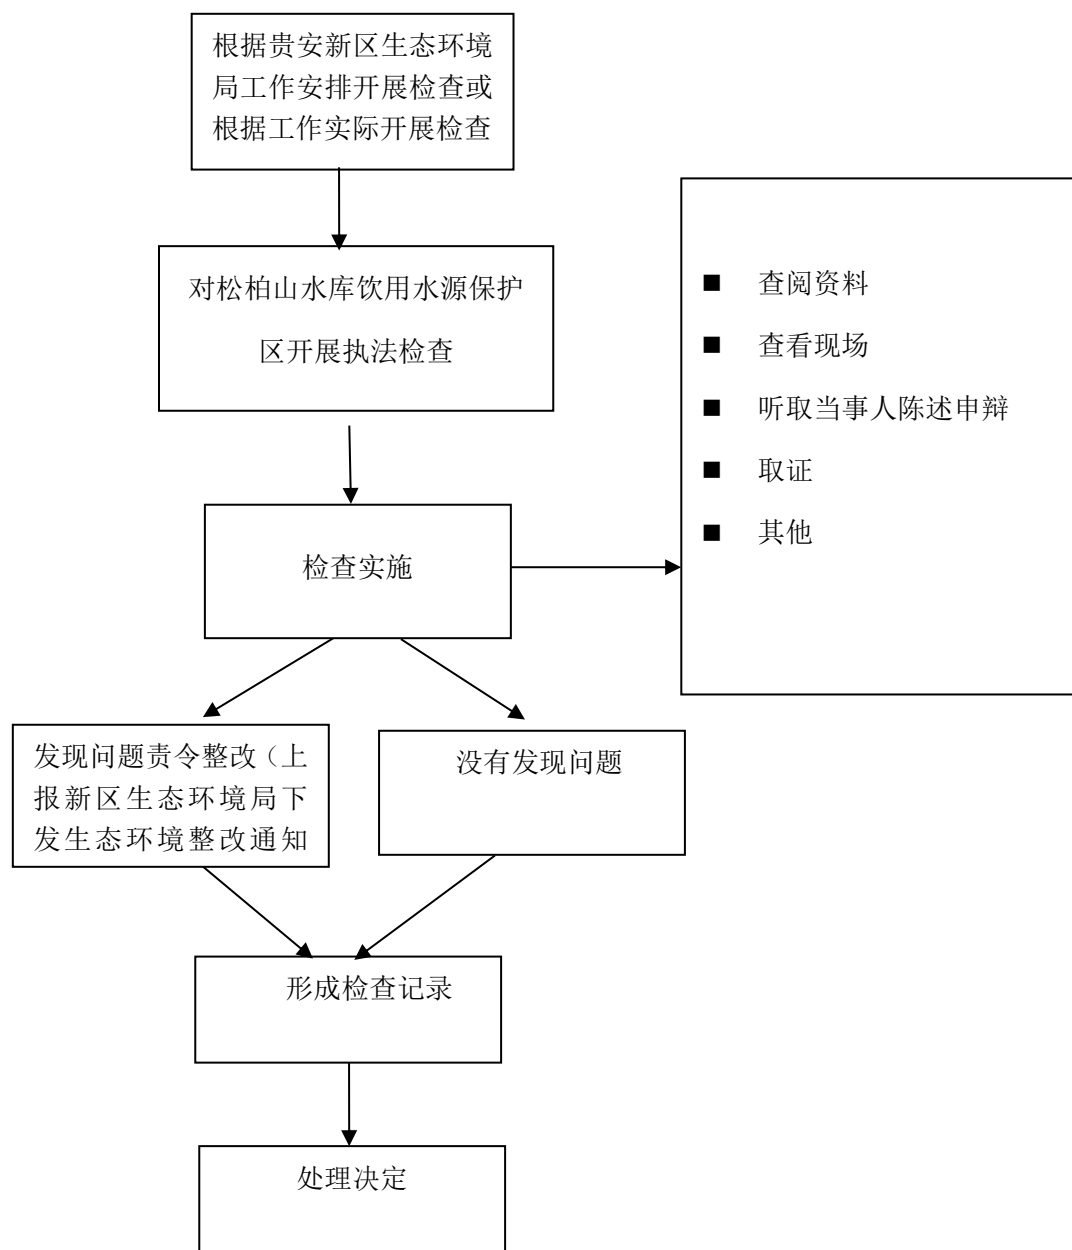 根据贵安新区生态环境
局工作安排开展检查或
根据工作实际开展检查
对松柏山水库饮用水源保护
区开展执法检查
■ 查阅资料
■ 查看现场
■ 听取当事人陈述申辩
■ 取证
■ 其他
检查实施
发现问题责令整改（上
报新区生态环境局下
发生态环境整改通知
没有发现问题
形成检查记录
处理决定